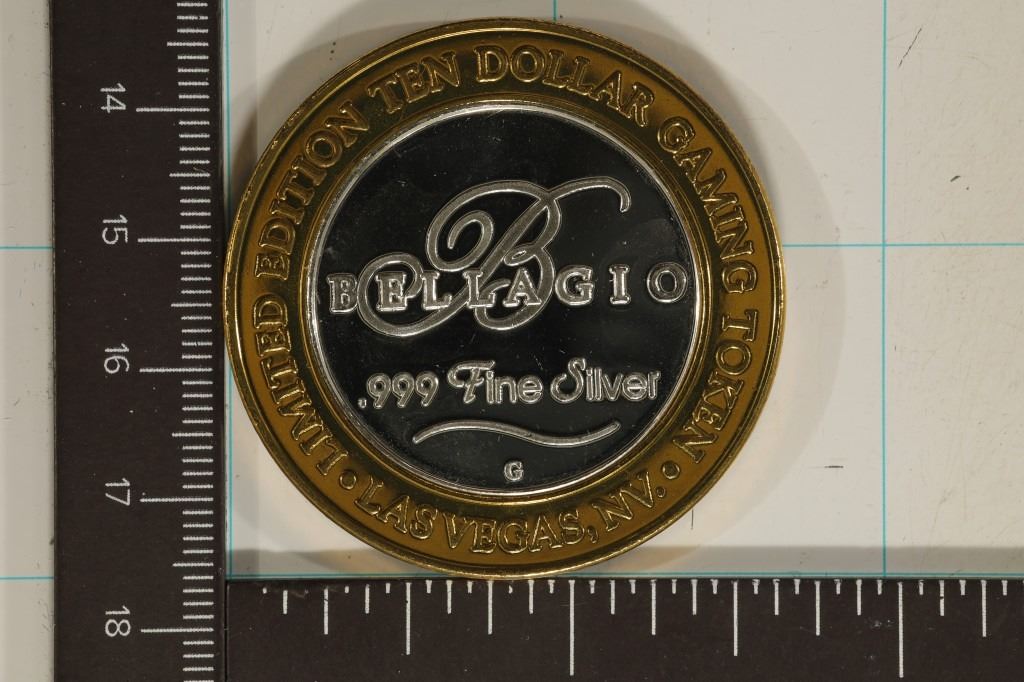 LIMITED EDITION TEN DOLLAR GAMING TOKEN
B
BELLAGIO
.999 Fine Silver
G
• LAS VEGAS, NV. •
14
15
16
17
18